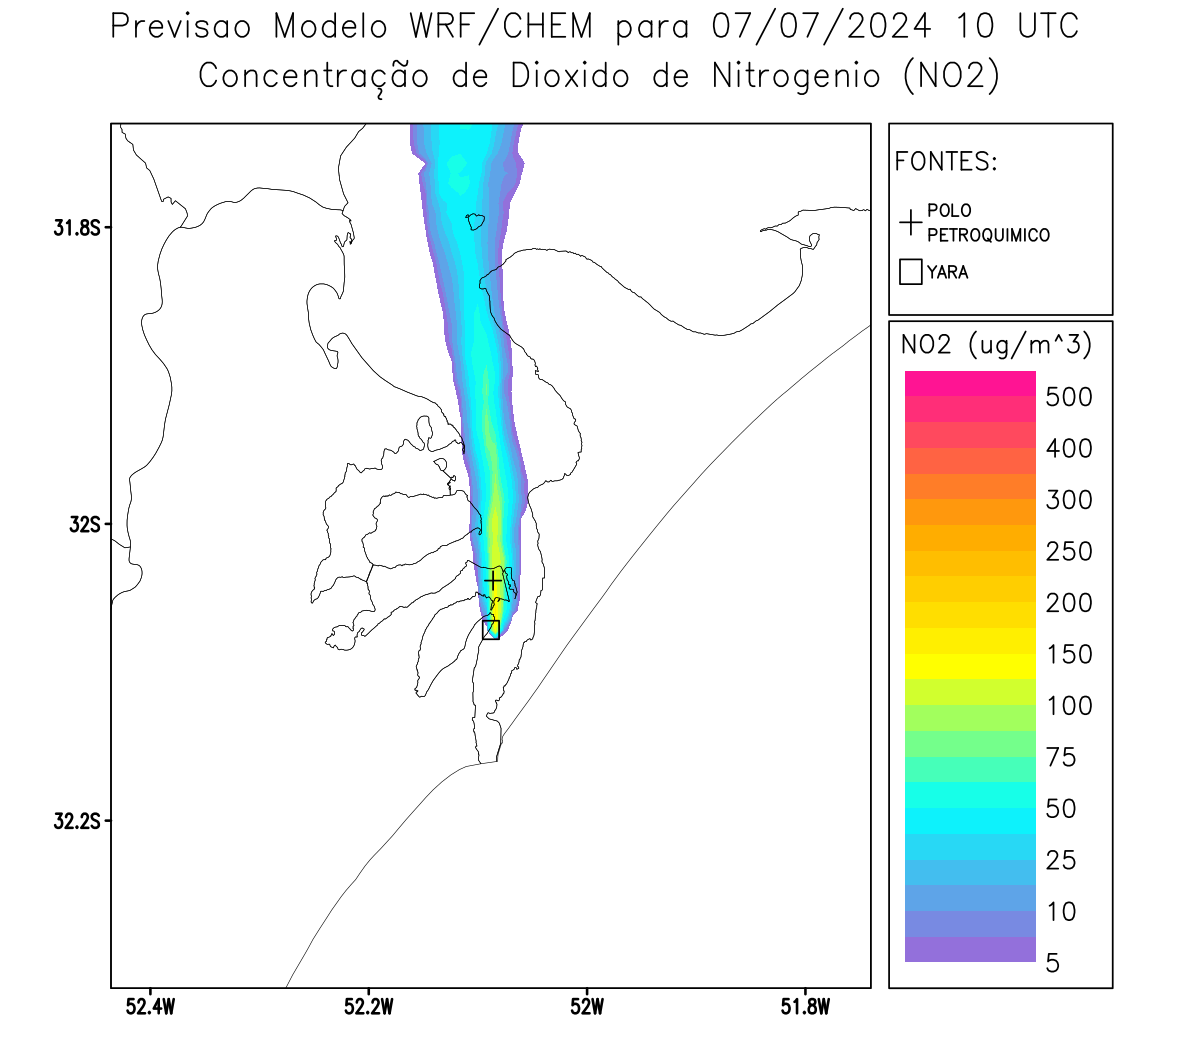 Previsao Modelo WRF/CHEM para 07/07/2024 10 UTC
Concentração de Dioxido de Nitrogenio (NO2)
FONTES:
POLO
PETROQUIMICO
YARA
31.8S
32S
32.2S
52.4W
52.2W
52W
51.8W
NO2 (ug/m^3)
500
400
300
250
200
150
100
75
50
25
10
5